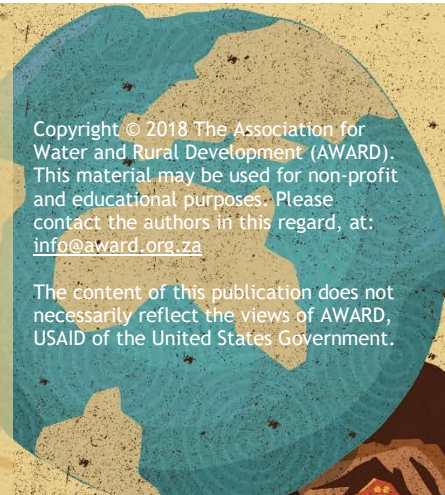 Copyright © 2018 The Association for
Water and Rural Development (AWARD).
This material may be used for non-profit
and educational purposes. Please
contact the authors in this regard, at:
info@award.org.za
The content of this publication does not
necessarily reflect the views of AWARD,
USAID of the United States Government.